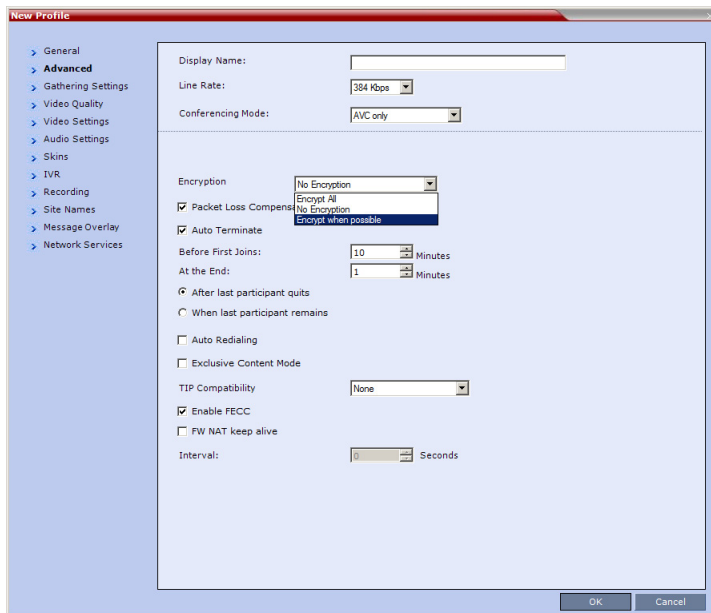 New Profile
General
Advanced
Gathering Settings
Video Quality
Video Settings
Audio Settings
Skins
IVR
Recording
Site Names
Message Overlay
Network Services
Display Name:
Line Rate: 384 Kbps
Conferencing Mode: AVC only
Encryption No Encryption
Encrypt All
No Encryption
Encrypt when possible
Packet Loss Compensa
Auto Terminate
Before First Joins: 10 Minutes
At the End: 1 Minutes
After last participant quits
When last participant remains
Auto Redialing
Exclusive Content Mode
TIP Compatibility None
Enable FECC
FW NAT keep alive
Interval: 0 Seconds
OK Cancel